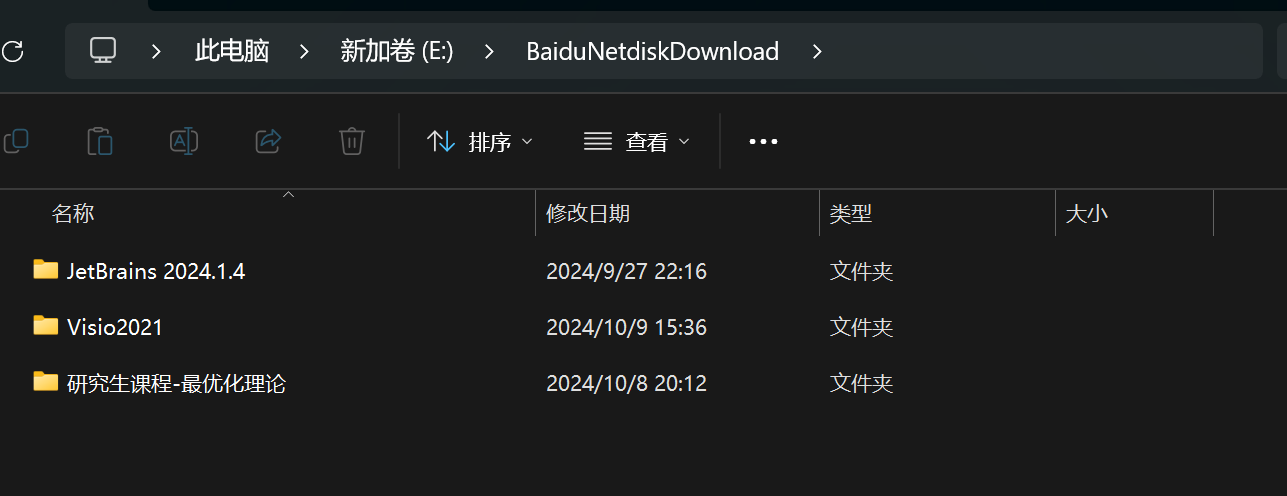 此电脑 新加卷 (E:) BaiduNetdiskDownload
排序 查看
名称 修改日期 类型 大小
JetBrains 2024.1.4 2024/9/27 22:16 文件夹
Visio2021 2024/10/9 15:36 文件夹
研究生课程-最优化理论 2024/10/8 20:12 文件夹